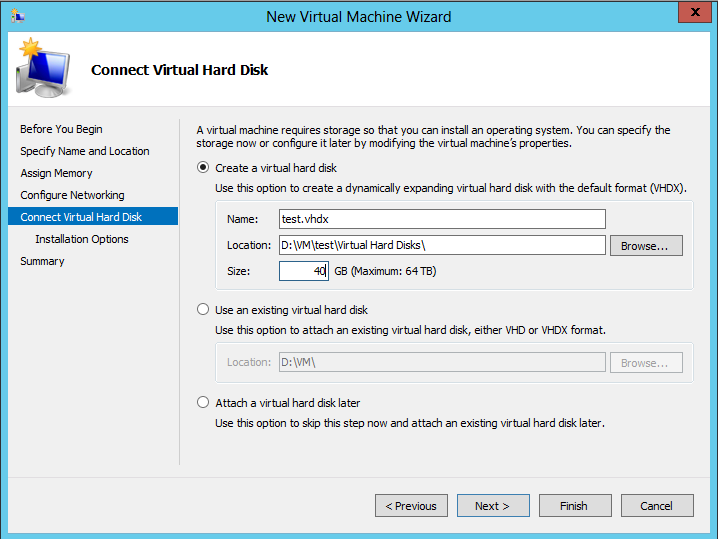 New Virtual Machine Wizard
x
Connect Virtual Hard Disk
Before You Begin
Specify Name and Location
Assign Memory
Configure Networking
Connect Virtual Hard Disk
Installation Options
Summary
A virtual machine requires storage so that you can install an operating system. You can specify the
storage now or configure it later by modifying the virtual machine's properties.
Create a virtual hard disk
Use this option to create a dynamically expanding virtual hard disk with the default format (VHDX).
Name: test.vhdx
Location: D:\VM\test\Virtual Hard Disks\ Browse...
Size: 40 GB (Maximum: 64 TB)
Use an existing virtual hard disk
Use this option to attach an existing virtual hard disk, either VHD or VHDX format.
Location: D:\VM\ Browse...
Attach a virtual hard disk later
Use this option to skip this step now and attach an existing virtual hard disk later.
< Previous Next > Finish Cancel